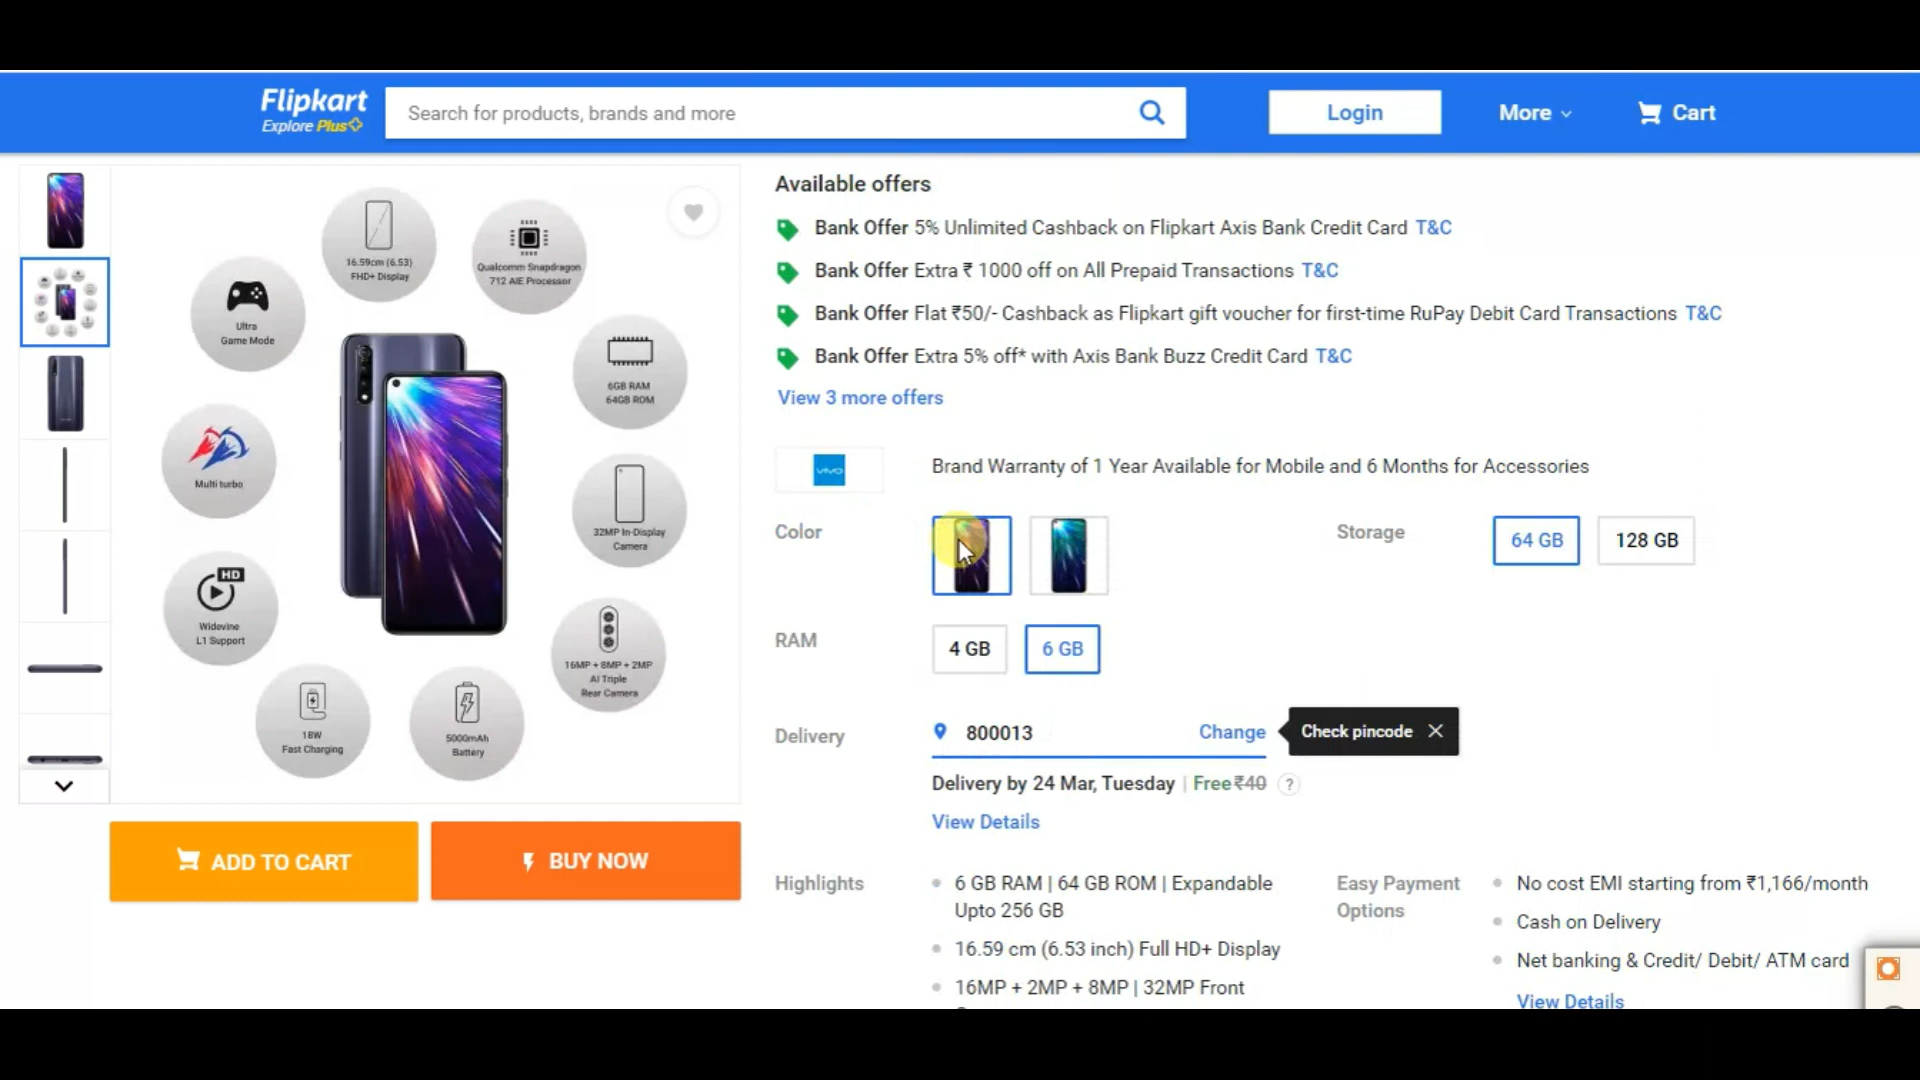 Flipkart
Explore Plus
Search for products, brands and more
Login
More
Cart
16.59cm (6.53)
FHD+ Display
Qualcomm Snapdragon
712 AIE Processor
Ultra
Game Mode
6GB RAM
64GB ROM
Multi turbo
32MP In-Display
Camera
HD
Widevine
L1 Support
16MP + 8MP + 2MP
AI Triple
Rear Camera
18W
Fast Charging
5000mAh
Battery
ADD TO CART
BUY NOW
Available offers
Bank Offer 5% Unlimited Cashback on Flipkart Axis Bank Credit Card T&C
Bank Offer Extra ₹ 1000 off on All Prepaid Transactions T&C
Bank Offer Flat ₹50/- Cashback as Flipkart gift voucher for first-time RuPay Debit Card Transactions T&C
Bank Offer Extra 5% off* with Axis Bank Buzz Credit Card T&C
View 3 more offers
vivo
Brand Warranty of 1 Year Available for Mobile and 6 Months for Accessories
Color
Storage
64 GB
128 GB
RAM
4 GB
6 GB
Delivery
800013
Change
Check pincode
Delivery by 24 Mar, Tuesday | Free ₹40 ?
View Details
Highlights
6 GB RAM | 64 GB ROM | Expandable
Upto 256 GB
16.59 cm (6.53 inch) Full HD+ Display
16MP + 2MP + 8MP | 32MP Front
Easy Payment
Options
No cost EMI starting from ₹1,166/month
Cash on Delivery
Net banking & Credit/ Debit/ ATM card
View Details